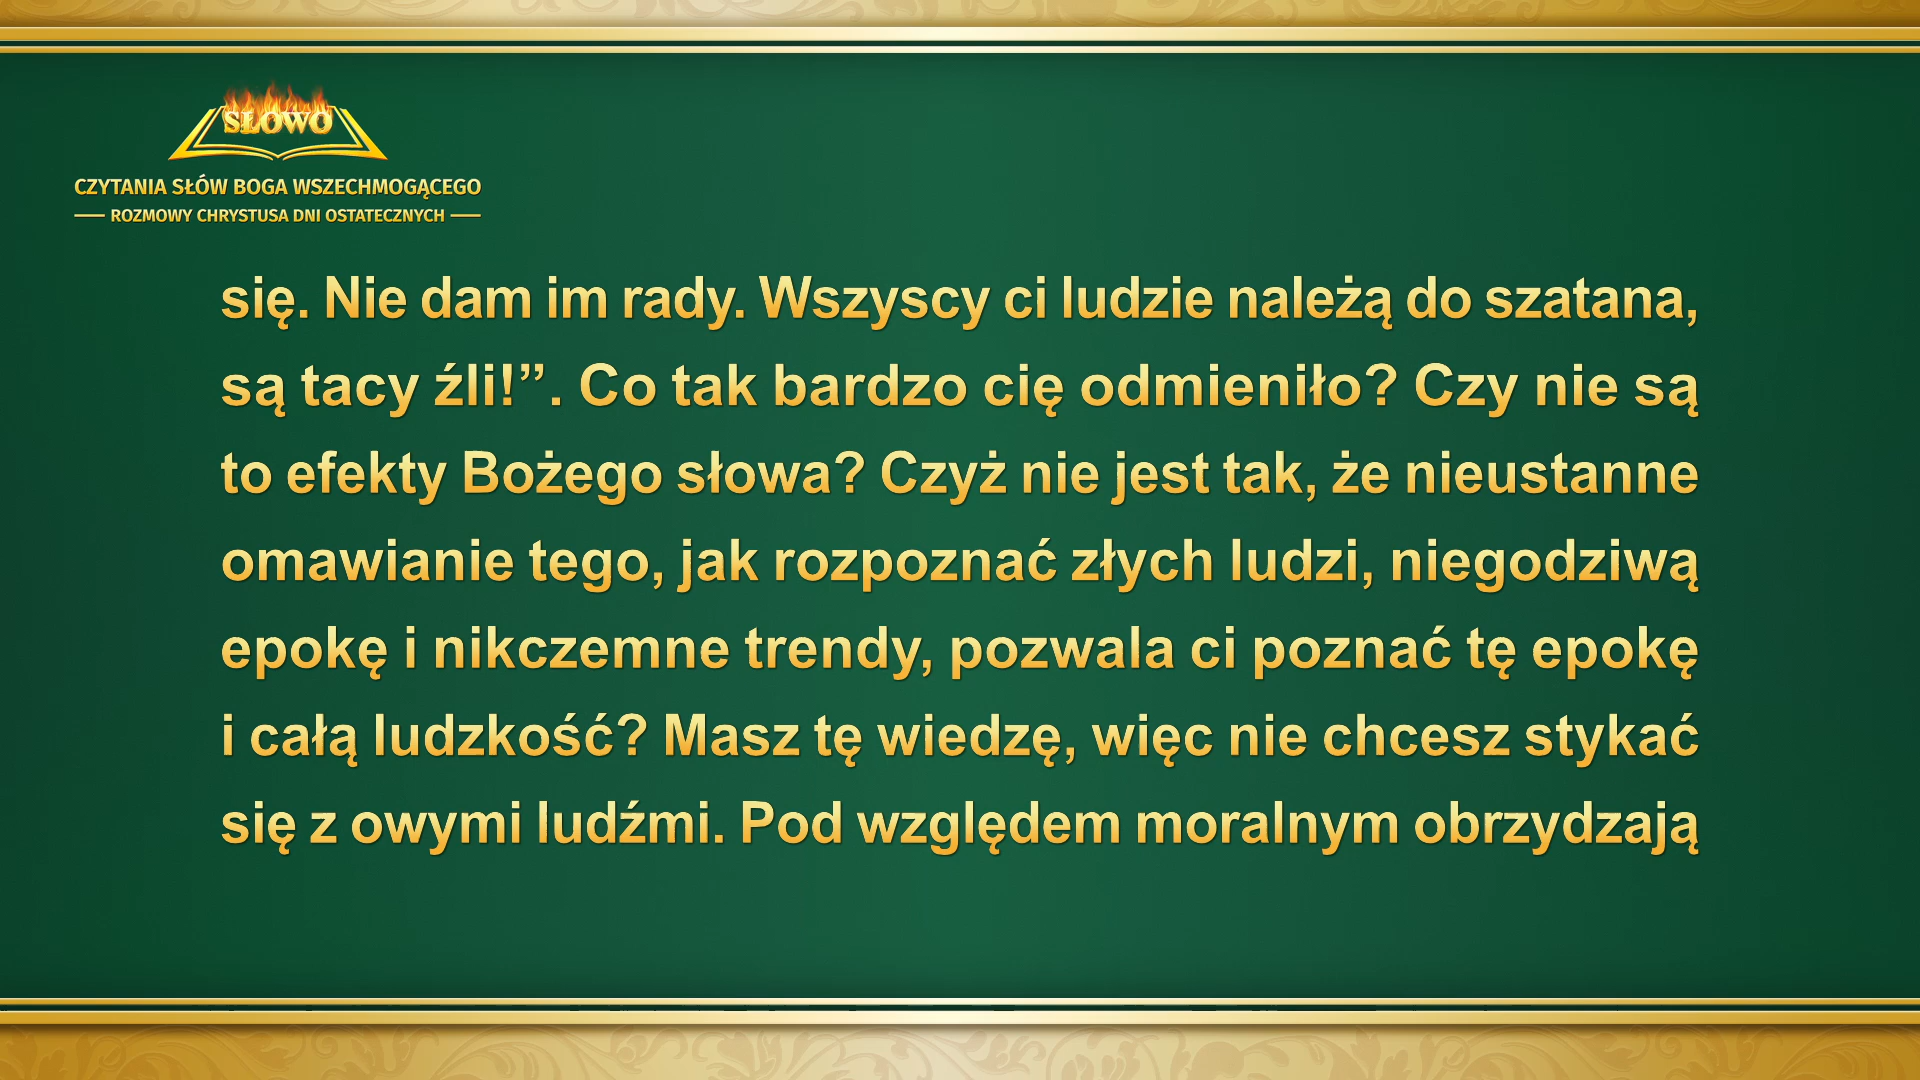 SŁOWO
CZYTANIA SŁÓW BOGA WSZECHMOGĄCEGO
ROZMOWY CHRYSTUSA DNI OSTATECZNYCH
się. Nie dam im rady. Wszyscy ci ludzie należą do szatana,
są tacy źli!”. Co tak bardzo cię odmieniło? Czy nie są
to efekty Bożego słowa? Czyż nie jest tak, że nieustanne
omawianie tego, jak rozpoznać złych ludzi, niegodziwą
epokę i nikczemne trendy, pozwala ci poznać tę epokę
i całą ludzkość? Masz tę wiedzę, więc nie chcesz stykać
się z owymi ludźmi. Pod względem moralnym obrzydzają